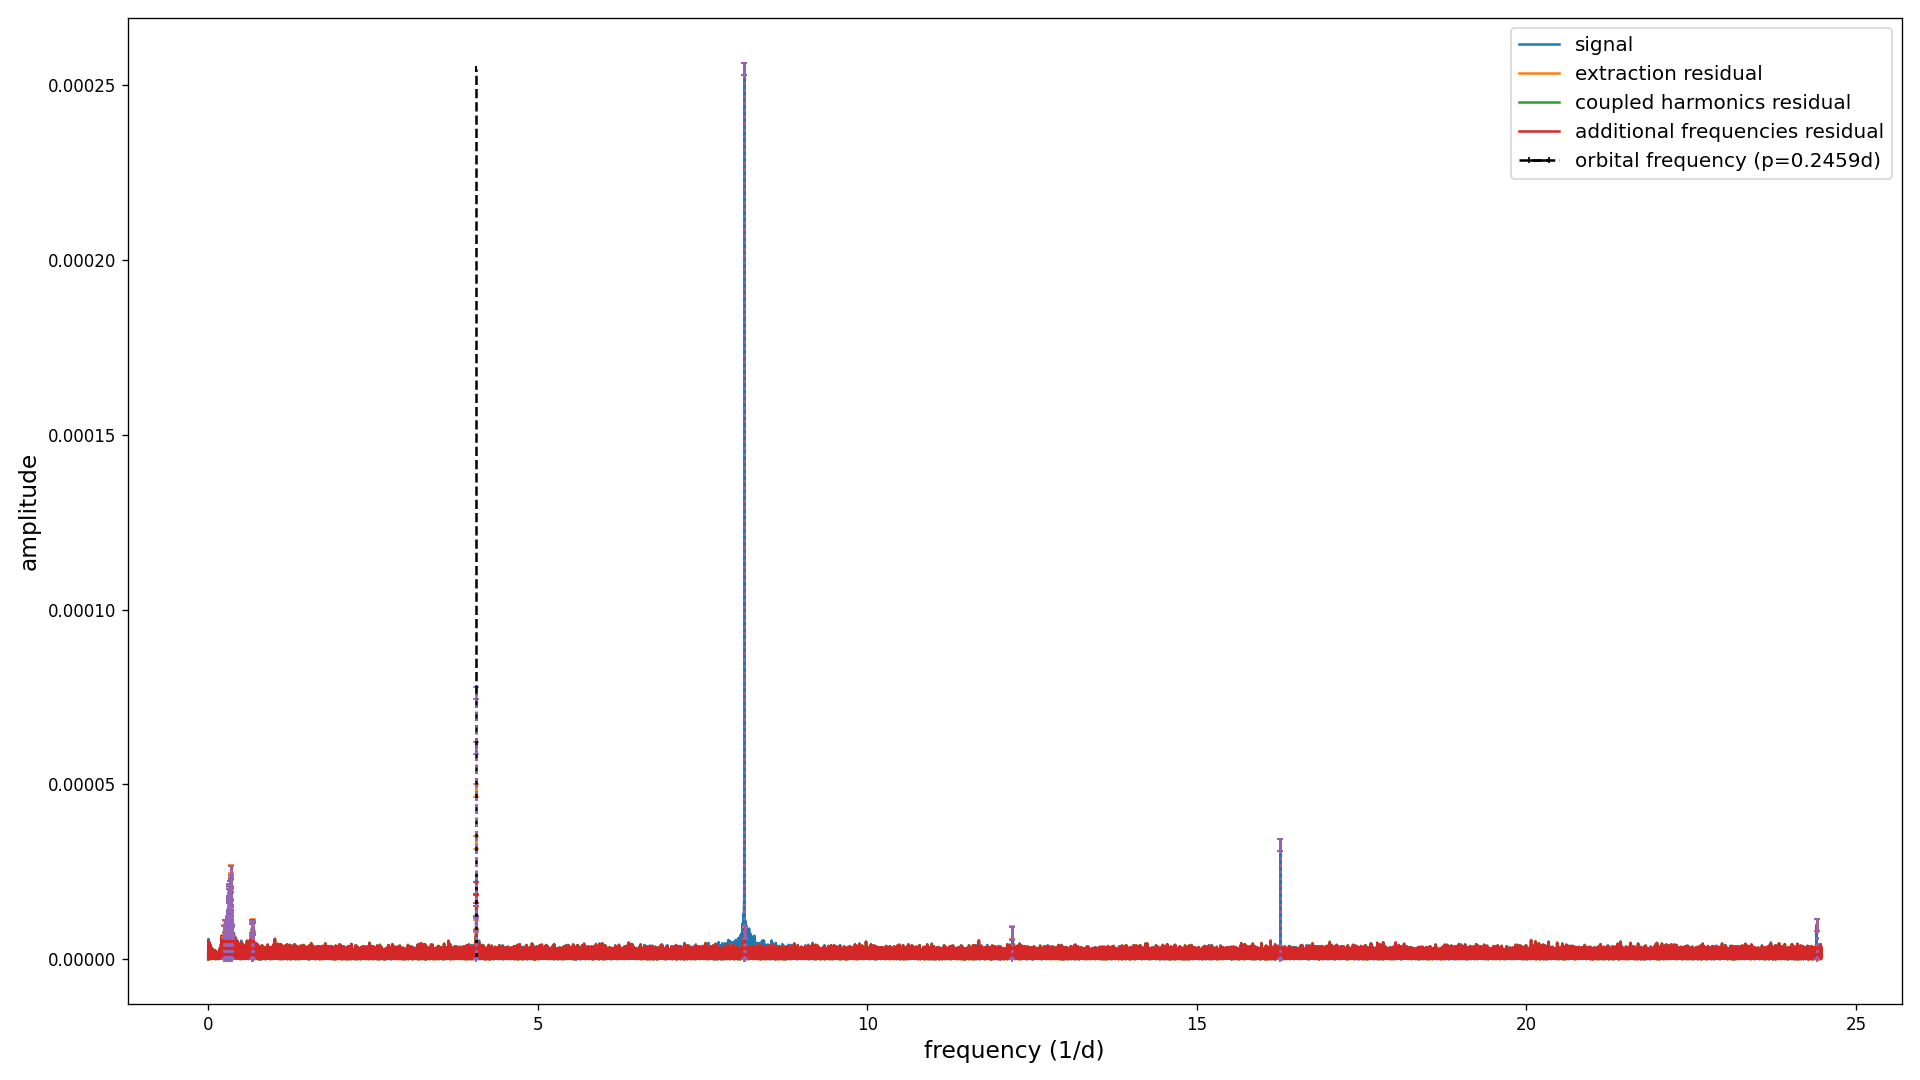 signal
extraction residual
coupled harmonics residual
additional frequencies residual
orbital frequency (p=0.2459d)
amplitude
0.00025
0.00020
0.00015
0.00010
0.00005
0.00000
0 5 10 15 20 25
frequency (1/d)